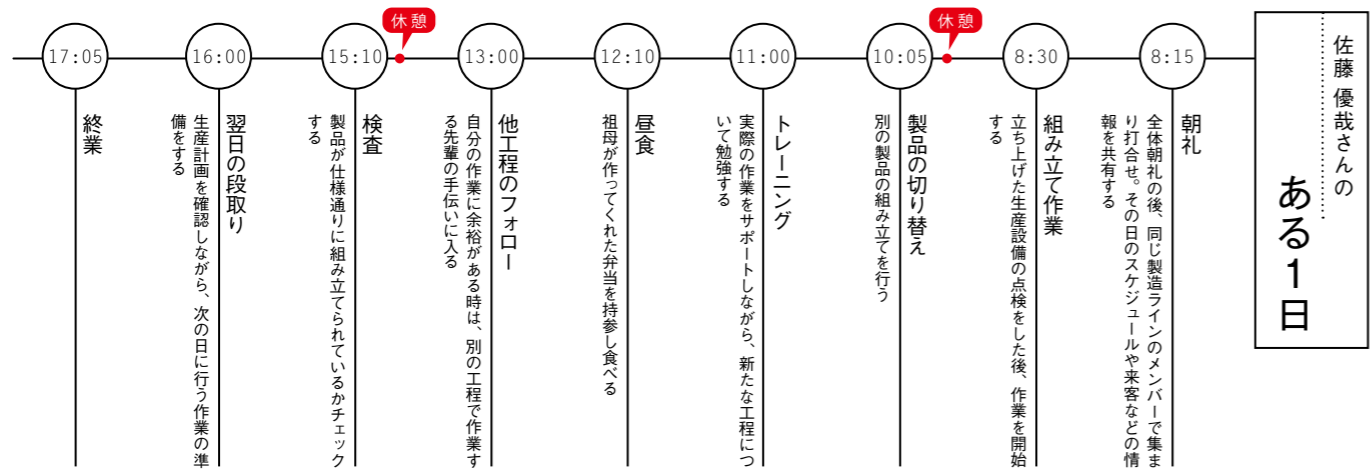 佐藤 優哉さんの
ある1日
8:15
朝礼
全体朝礼の後、同じ製造ラインのメンバーで集ま
り打合せ。その日のスケジュールや来客などの情
報を共有する
8:30
組み立て作業
立ち上げた生産設備の点検をした後、作業を開始
する
休憩
10:05
製品の切り替え
別の製品の組み立てを行う
11:00
トレーニング
実際の作業をサポートしながら、新たな工程につ
いて勉強する
12:10
昼食
祖母が作ってくれた弁当を持参し食べる
13:00
他工程のフォロー
自分の作業に余裕がある時は、別の工程で作業す
る先輩の手伝いに入る
休憩
15:10
検査
製品が仕様通りに組み立てられているかチェック
する
16:00
翌日の段取り
生産計画を確認しながら、次の日に行う作業の準
備をする
17:05
終業